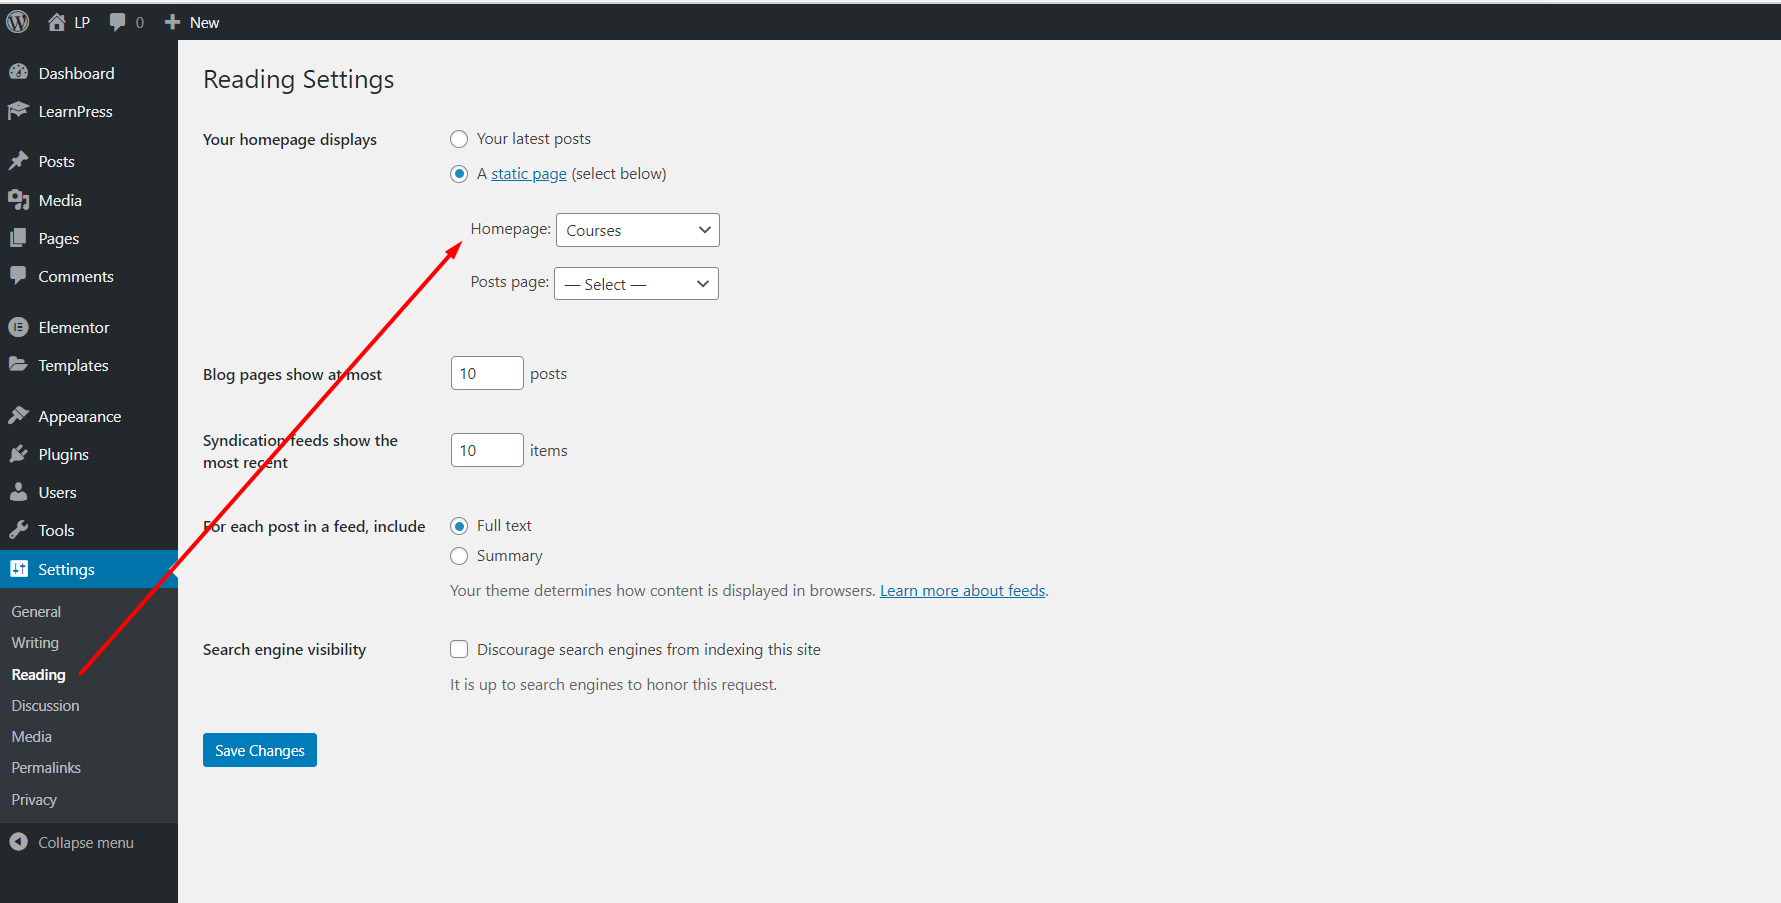 LP 0 New
Dashboard
LearnPress
Posts
Media
Pages
Comments
Elementor
Templates
Appearance
Plugins
Users
Tools
Settings
General
Writing
Reading
Discussion
Media
Permalinks
Privacy
Collapse menu
Reading Settings
Your homepage displays
Your latest posts
A static page (select below)
Homepage: Courses
Posts page: — Select —
Blog pages show at most
10 posts
Syndication feeds show the
most recent
10 items
For each post in a feed, include
Full text
Summary
Your theme determines how content is displayed in browsers. Learn more about feeds.
Search engine visibility
Discourage search engines from indexing this site
It is up to search engines to honor this request.
Save Changes